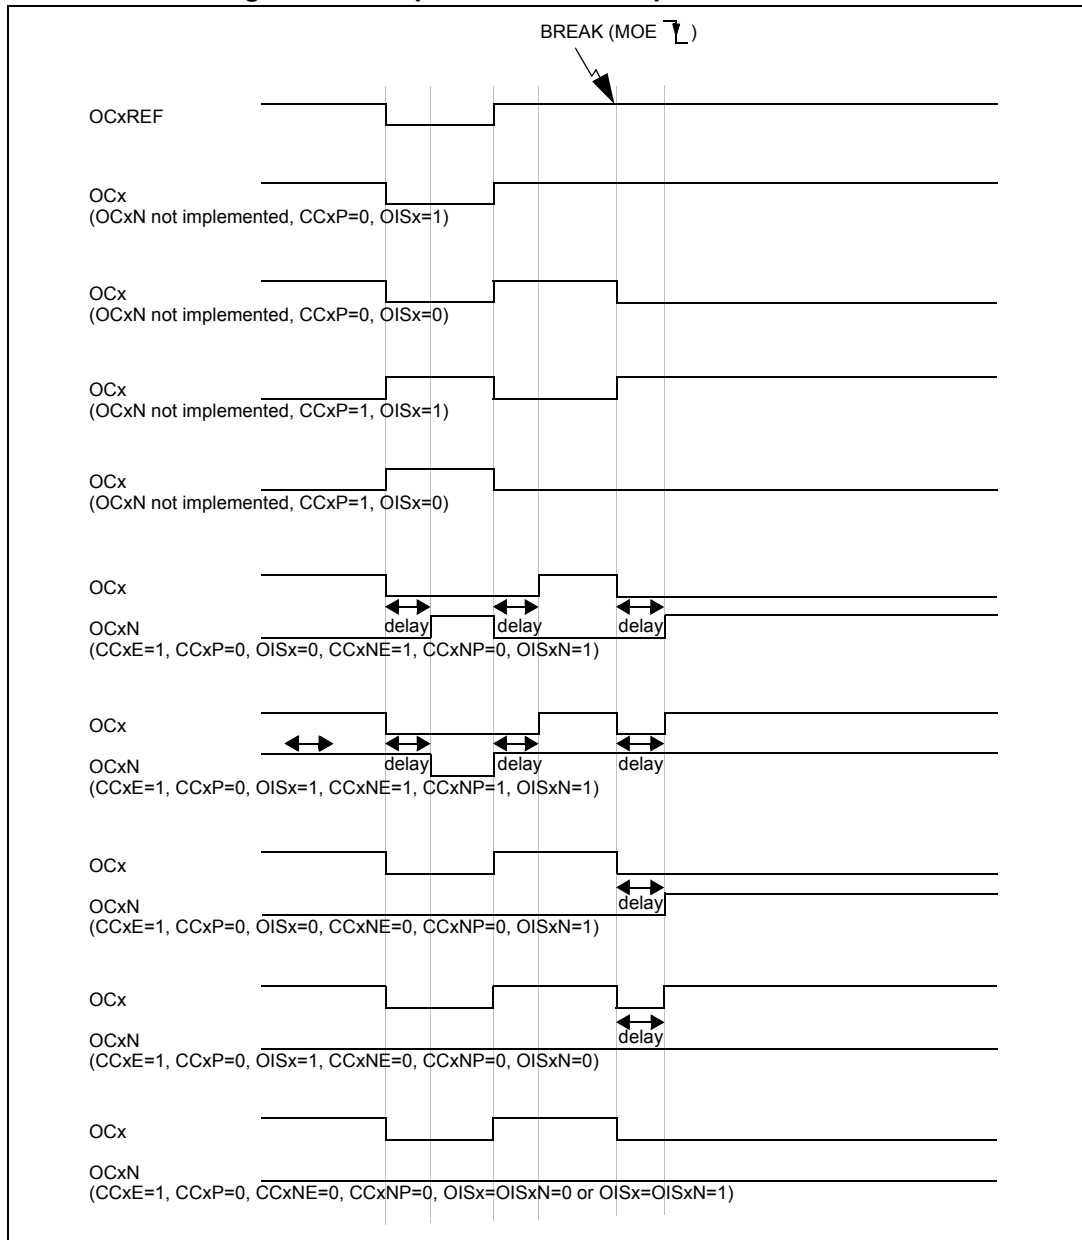 BREAK (MOE )
OCxREF
OCx
(OCxN not implemented, CCxP=0, OISx=1)
OCx
(OCxN not implemented, CCxP=0, OISx=0)
OCx
(OCxN not implemented, CCxP=1, OISx=1)
OCx
(OCxN not implemented, CCxP=1, OISx=0)
OCx
delay delay delay
OCxN
(CCxE=1, CCxP=0, OISx=0, CCxNE=1, CCxNP=0, OISxN=1)
OCx
delay delay delay
OCxN
(CCxE=1, CCxP=0, OISx=1, CCxNE=1, CCxNP=1, OISxN=1)
OCx
delay
OCxN
(CCxE=1, CCxP=0, OISx=0, CCxNE=0, CCxNP=0, OISxN=1)
OCx
delay
OCxN
(CCxE=1, CCxP=0, OISx=1, CCxNE=0, CCxNP=0, OISxN=0)
OCx
OCxN
(CCxE=1, CCxP=0, CCxNE=0, CCxNP=0, OISx=OISxN=0 or OISx=OISxN=1)